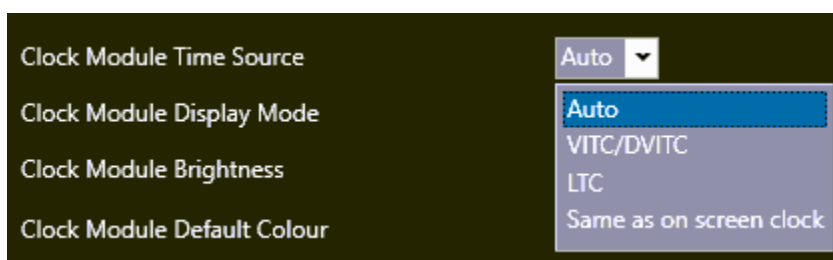 Clock Module Time Source
Auto
Clock Module Display Mode
Auto
VITC/DVITC
Clock Module Brightness
LTC
Same as on screen clock
Clock Module Default Colour